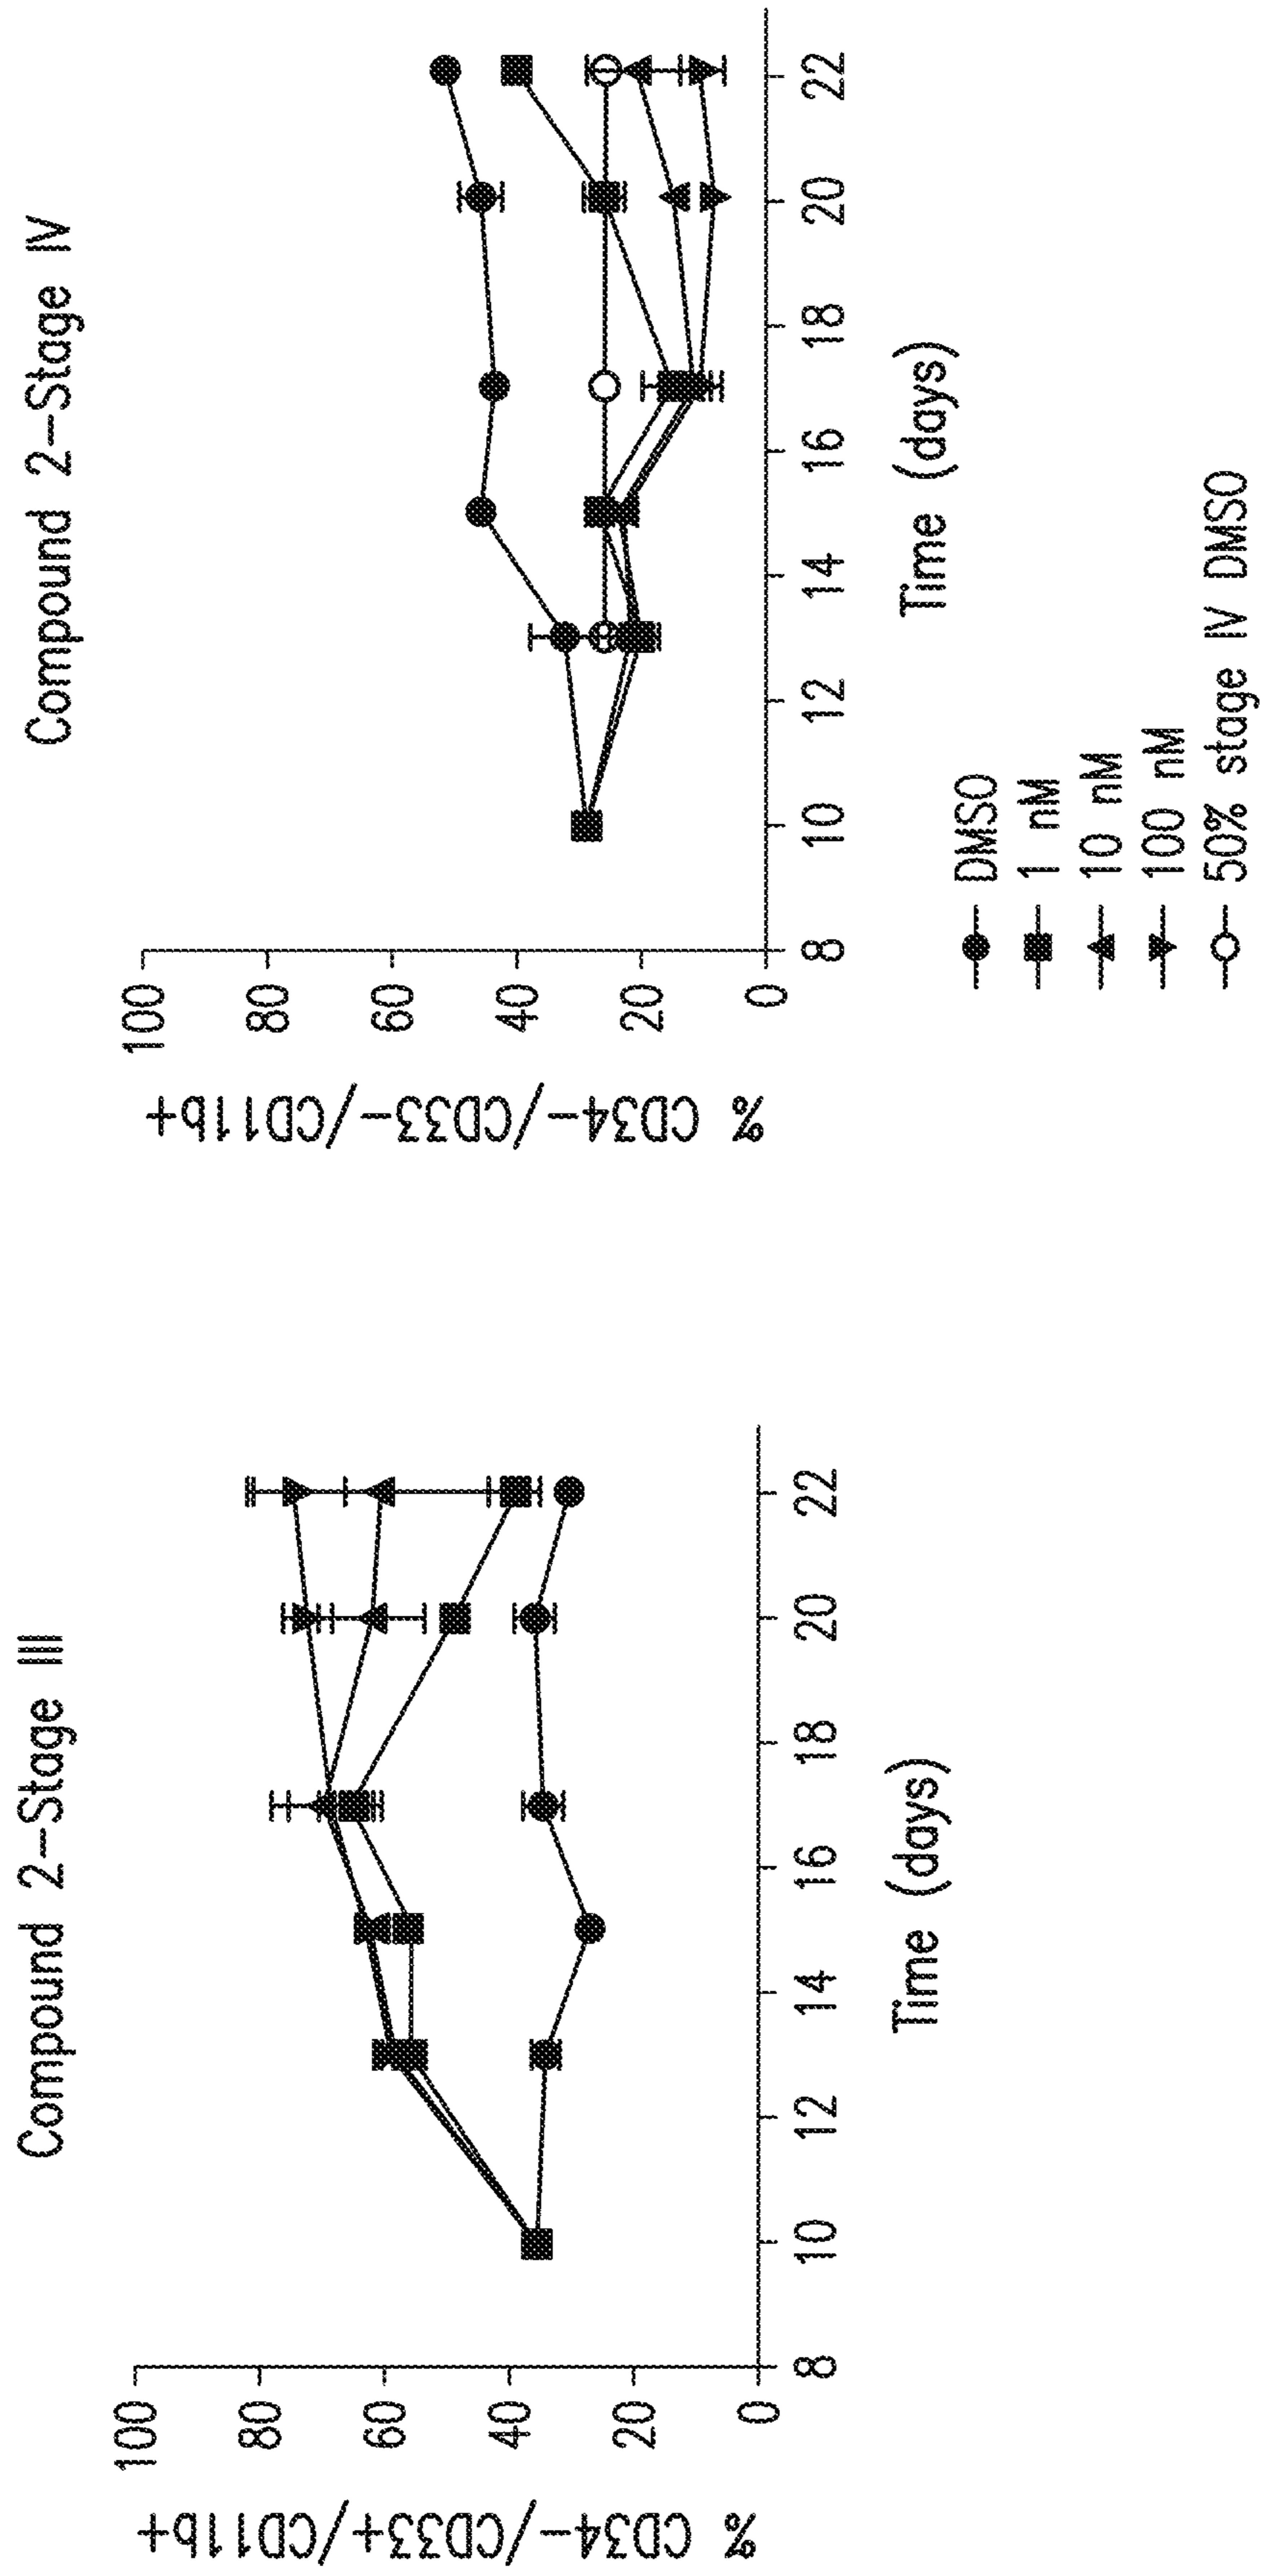 Compound 2-Stage III
% CD34-/CD33+/CD11b+
100
80
60
40
20
0
8 10 12 14 16 18 20 22
Time (days)
Compound 2-Stage IV
% CD34-/CD33-/CD11b+
100
80
60
40
20
0
8 10 12 14 16 18 20 22
Time (days)
DMSO
1 nM
10 nM
100 nM
50% stage IV DMSO